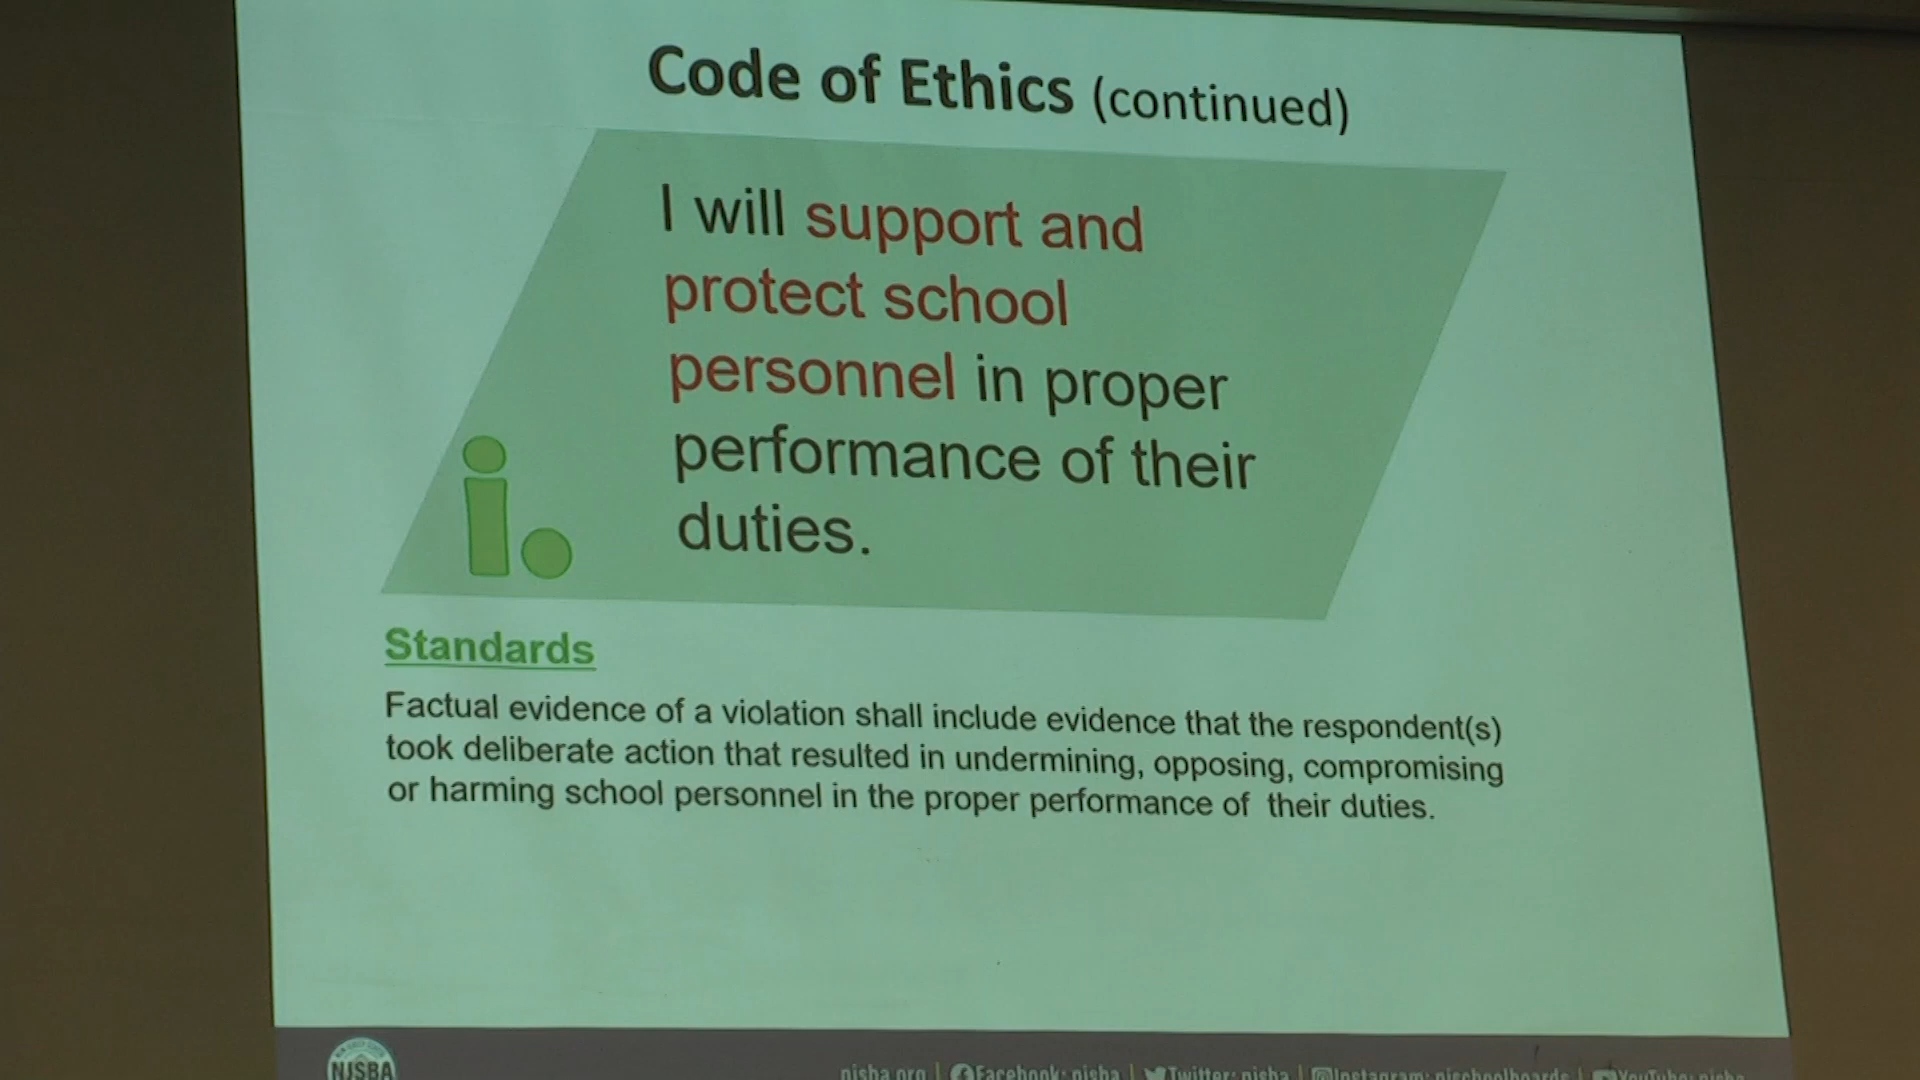 Code of Ethics (continued)
I will support and
protect school
personnel in proper
performance of their
duties.
i.
Standards
Factual evidence of a violation shall include evidence that the respondent(s)
took deliberate action that resulted in undermining, opposing, compromising
or harming school personnel in the proper performance of their duties.
NJSBA
njsba.org | Facebook: njsba | Twitter: njsba | Instagram: njschoolboards | YouTube: njsba